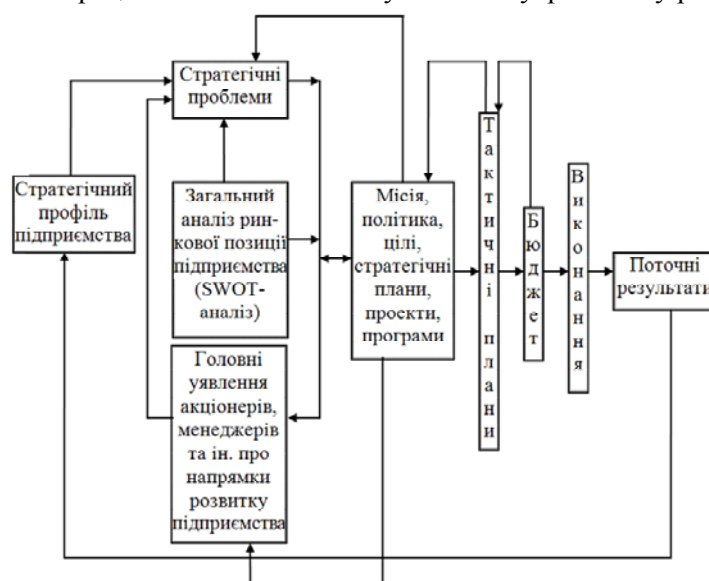 Стратегічні
проблеми
Стратегічний
профіль
підприємства
Загальний
аналіз рин-
кової позиції
підприємства
(SWOT-
аналіз)
Головні
уявлення
акціонерів,
менеджерів
та ін. про
напрямки
розвитку
підприємства
Місія,
політика,
цілі,
стратегічні
плани,
проекти,
програми
Тактичні плани
Бюджет
Виконання
Поточні
результати